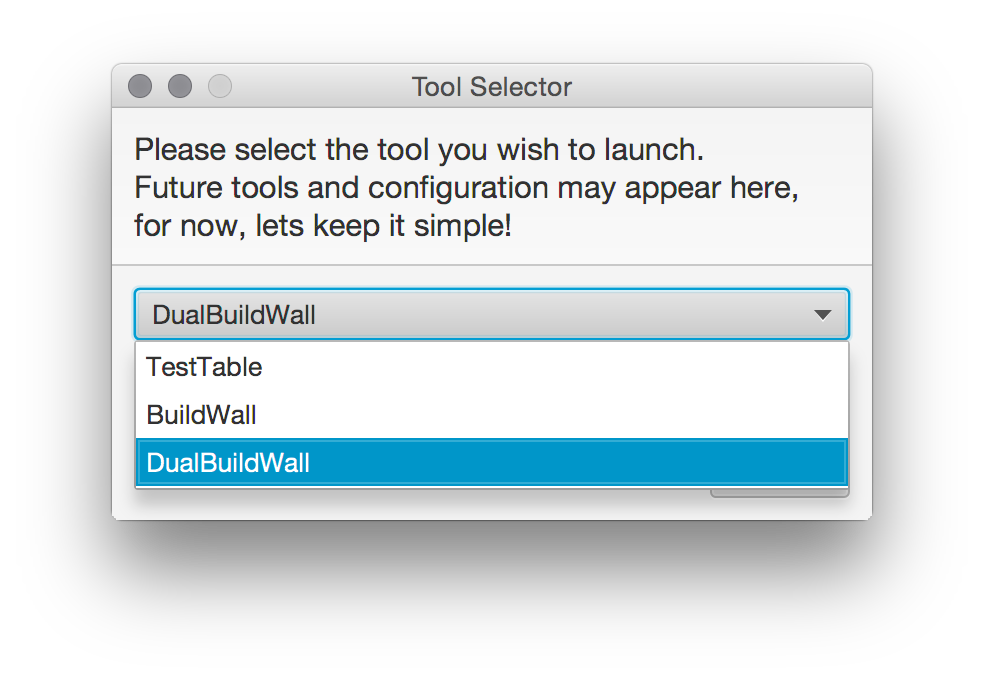 Tool Selector
Please select the tool you wish to launch.
Future tools and configuration may appear here,
for now, lets keep it simple!
DualBuildWall
TestTable
BuildWall
DualBuildWall